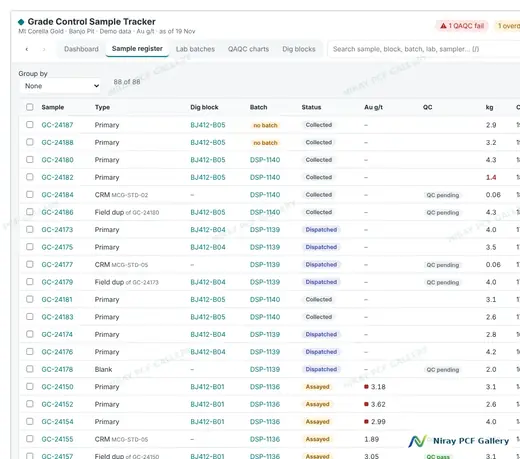 Grade Control Sample Tracker
Mt Corella Gold · Banjo Pit · Demo data · Au g/t · as of 19 Nov
1 QAQC fail
1 overd
Dashboard Sample register Lab batches QAQC charts Dig blocks
Search sample, block, batch, lab, sampler... (/)
Group by
None
88 of 88
Sample Type Dig block Batch Status Au g/t QC kg
GC-24187 Primary BJ412-B05 no batch Collected – 2.9
GC-24188 Primary BJ412-B05 no batch Collected – 3.2
GC-24180 Primary BJ412-B05 DSP-1140 Collected – 4.3
GC-24182 Primary BJ412-B05 DSP-1140 Collected – 1.4
GC-24184 CRM MCG-STD-02 – DSP-1140 Collected – QC pending 0.06
GC-24186 Field dup of GC-24180 BJ412-B05 DSP-1140 Collected – QC pending 4.3
GC-24173 Primary BJ412-B04 DSP-1139 Dispatched – 4.0
GC-24175 Primary BJ412-B04 DSP-1139 Dispatched – 3.5
GC-24177 CRM MCG-STD-05 – DSP-1139 Dispatched – QC pending 0.06
GC-24179 Field dup of GC-24173 BJ412-B04 DSP-1139 Dispatched – QC pending 4.0
GC-24181 Primary BJ412-B05 DSP-1140 Collected – 3.1
GC-24183 Primary BJ412-B05 DSP-1140 Collected – 2.6
GC-24174 Primary BJ412-B04 DSP-1139 Dispatched – 2.8
GC-24176 Primary BJ412-B04 DSP-1139 Dispatched – 4.2
GC-24178 Blank – DSP-1139 Dispatched – QC pending 2.0
GC-24150 Primary BJ412-B01 DSP-1136 Assayed 3.18 3.1
GC-24152 Primary BJ412-B01 DSP-1136 Assayed 3.62 2.6
GC-24154 Primary BJ412-B01 DSP-1136 Assayed 2.99 4.0
GC-24155 CRM MCG-STD-05 – DSP-1136 Assayed 1.89
GC-24157 Field dup of GC-24150 BJ412-B01 DSP-1136 Assayed 3.05 QC pass 3.1
Niray PCF Gallery